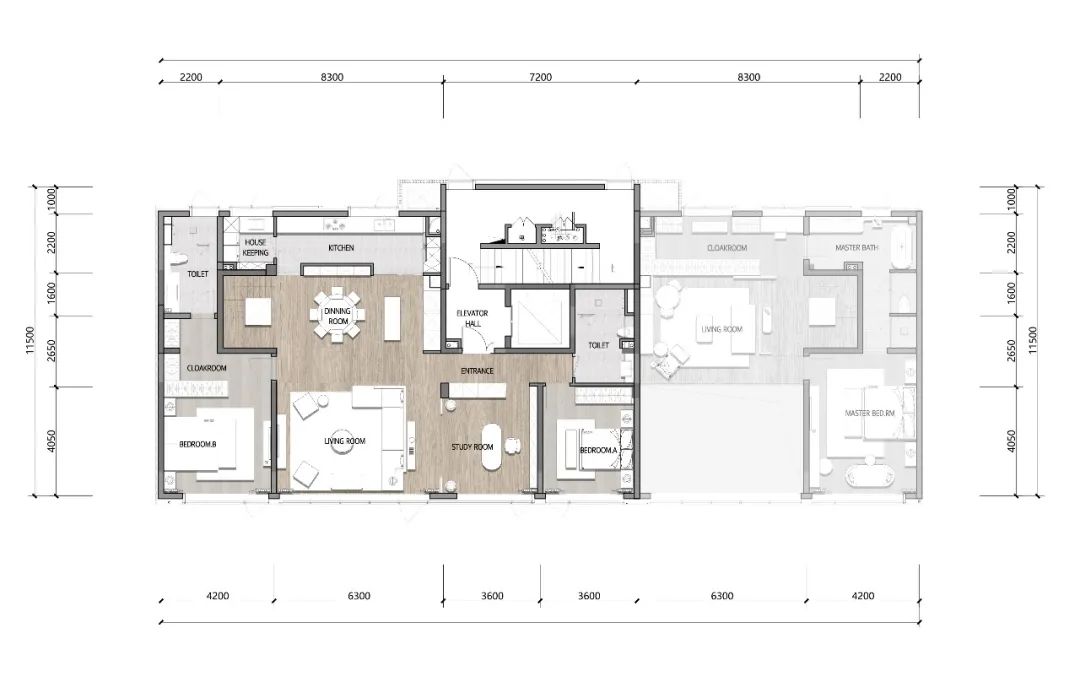 2200
8300
7200
8300
2200
1000
2200
1600
2650
4050
11500
1000
2200
1600
2650
4050
11500
HOUSE
KEEPING
KITCHEN
TOILET
DINNING
ROOM
ELEVATOR
HALL
TOILET
CLOAKROOM
MASTER BATH
LIVING ROOM
CLOAKROOM
ENTRANCE
BEDROOM.B
LIVING ROOM
STUDY ROOM
BEDROOM.A
MASTER BED.RM
4200
6300
3600
3600
6300
4200